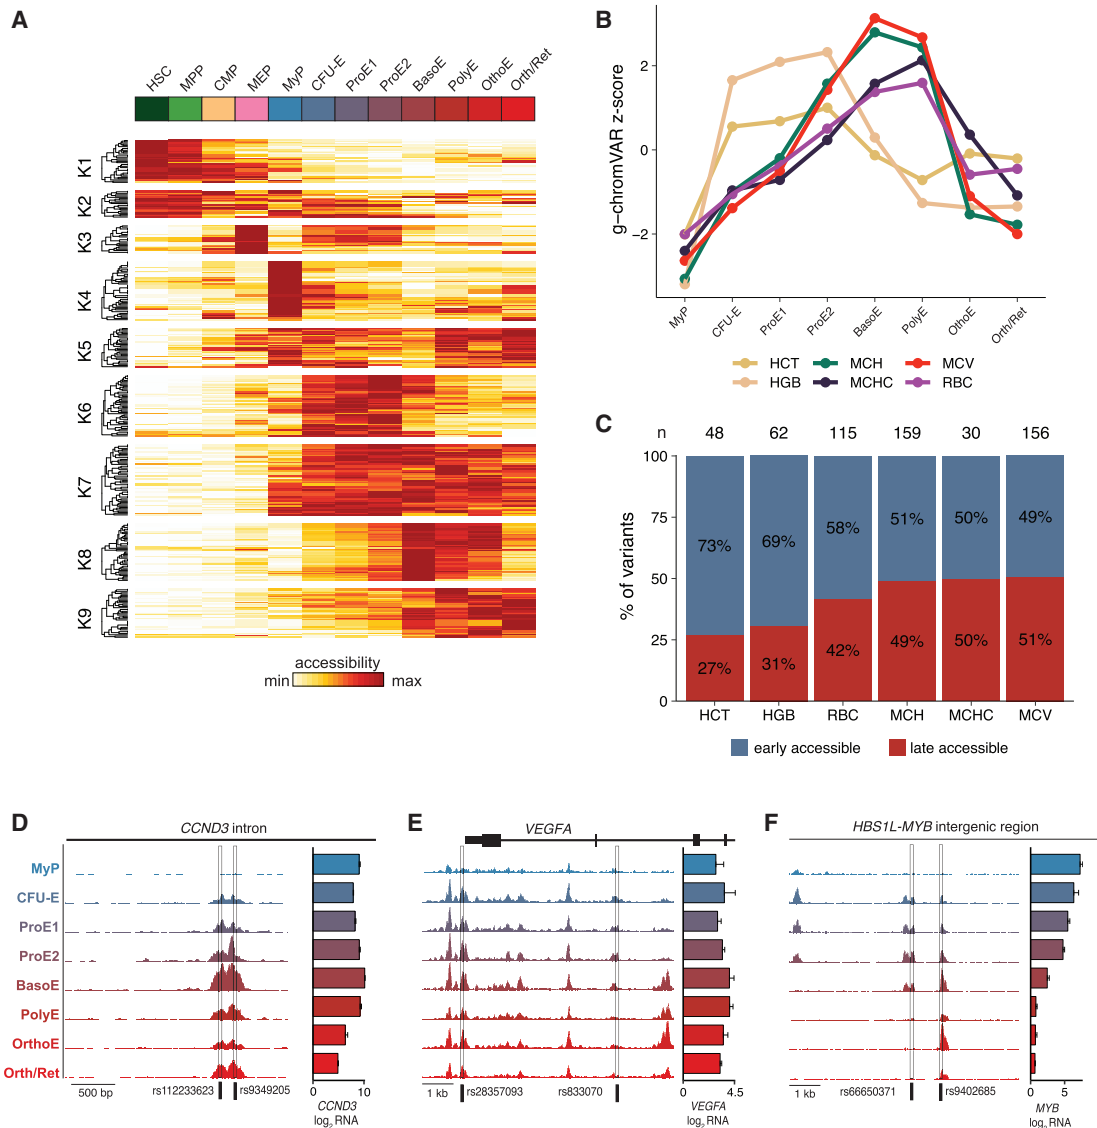 A
HSC
MPP
CMP
MEP
MyP
CFU-E
ProE1
ProE2
BasoE
PolyE
OthoE
Orth/Ret
K1
K2
K3
K4
K5
K6
K7
K8
K9
accessibility
min
max
B
g−chromVAR z-score
2
0
−2
MyP
CFU-E
ProE1
ProE2
BasoE
PolyE
OthoE
Orth/Ret
HCT MCH MCV
HGB MCHC RBC
C
n 48 62 115 159 30 156
% of variants
100
75
50
25
0
73% 69% 58% 51% 50% 49%
27% 31% 42% 49% 50% 51%
HCT HGB RBC MCH MCHC MCV
early accessible late accessible
D
CCND3 intron
MyP
CFU-E
ProE1
ProE2
BasoE
PolyE
OrthoE
Orth/Ret
500 bp
rs112233623
rs9349205
0 10
CCND3
log2 RNA
E
VEGFA
1 kb
rs28357093
rs833070
0 4.5
VEGFA
log2 RNA
F
HBS1L-MYB intergenic region
1 kb
rs66650371
rs9402685
0 5
MYB
log2 RNA